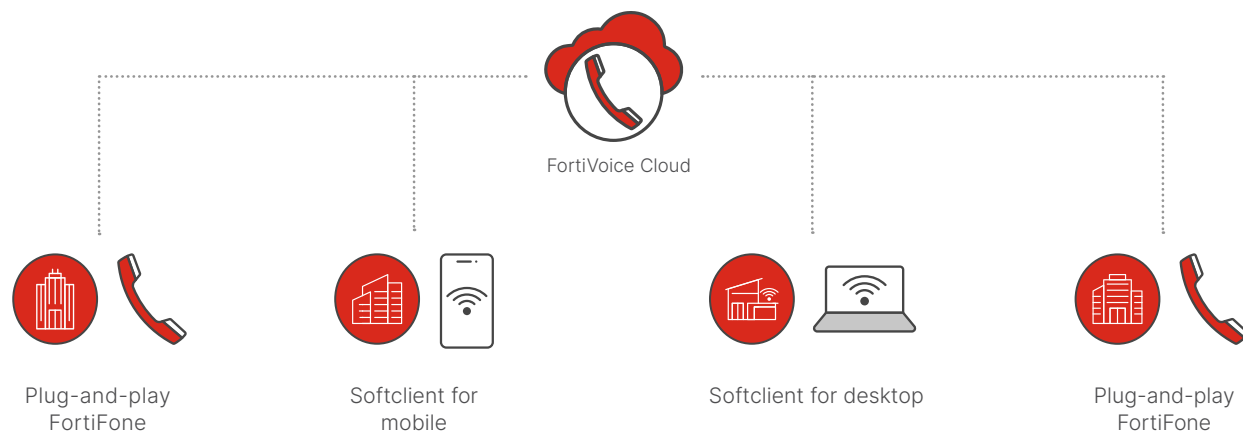 FortiVoice Cloud
Plug-and-play
FortiFone
Softclient for
mobile
Softclient for desktop
Plug-and-play
FortiFone